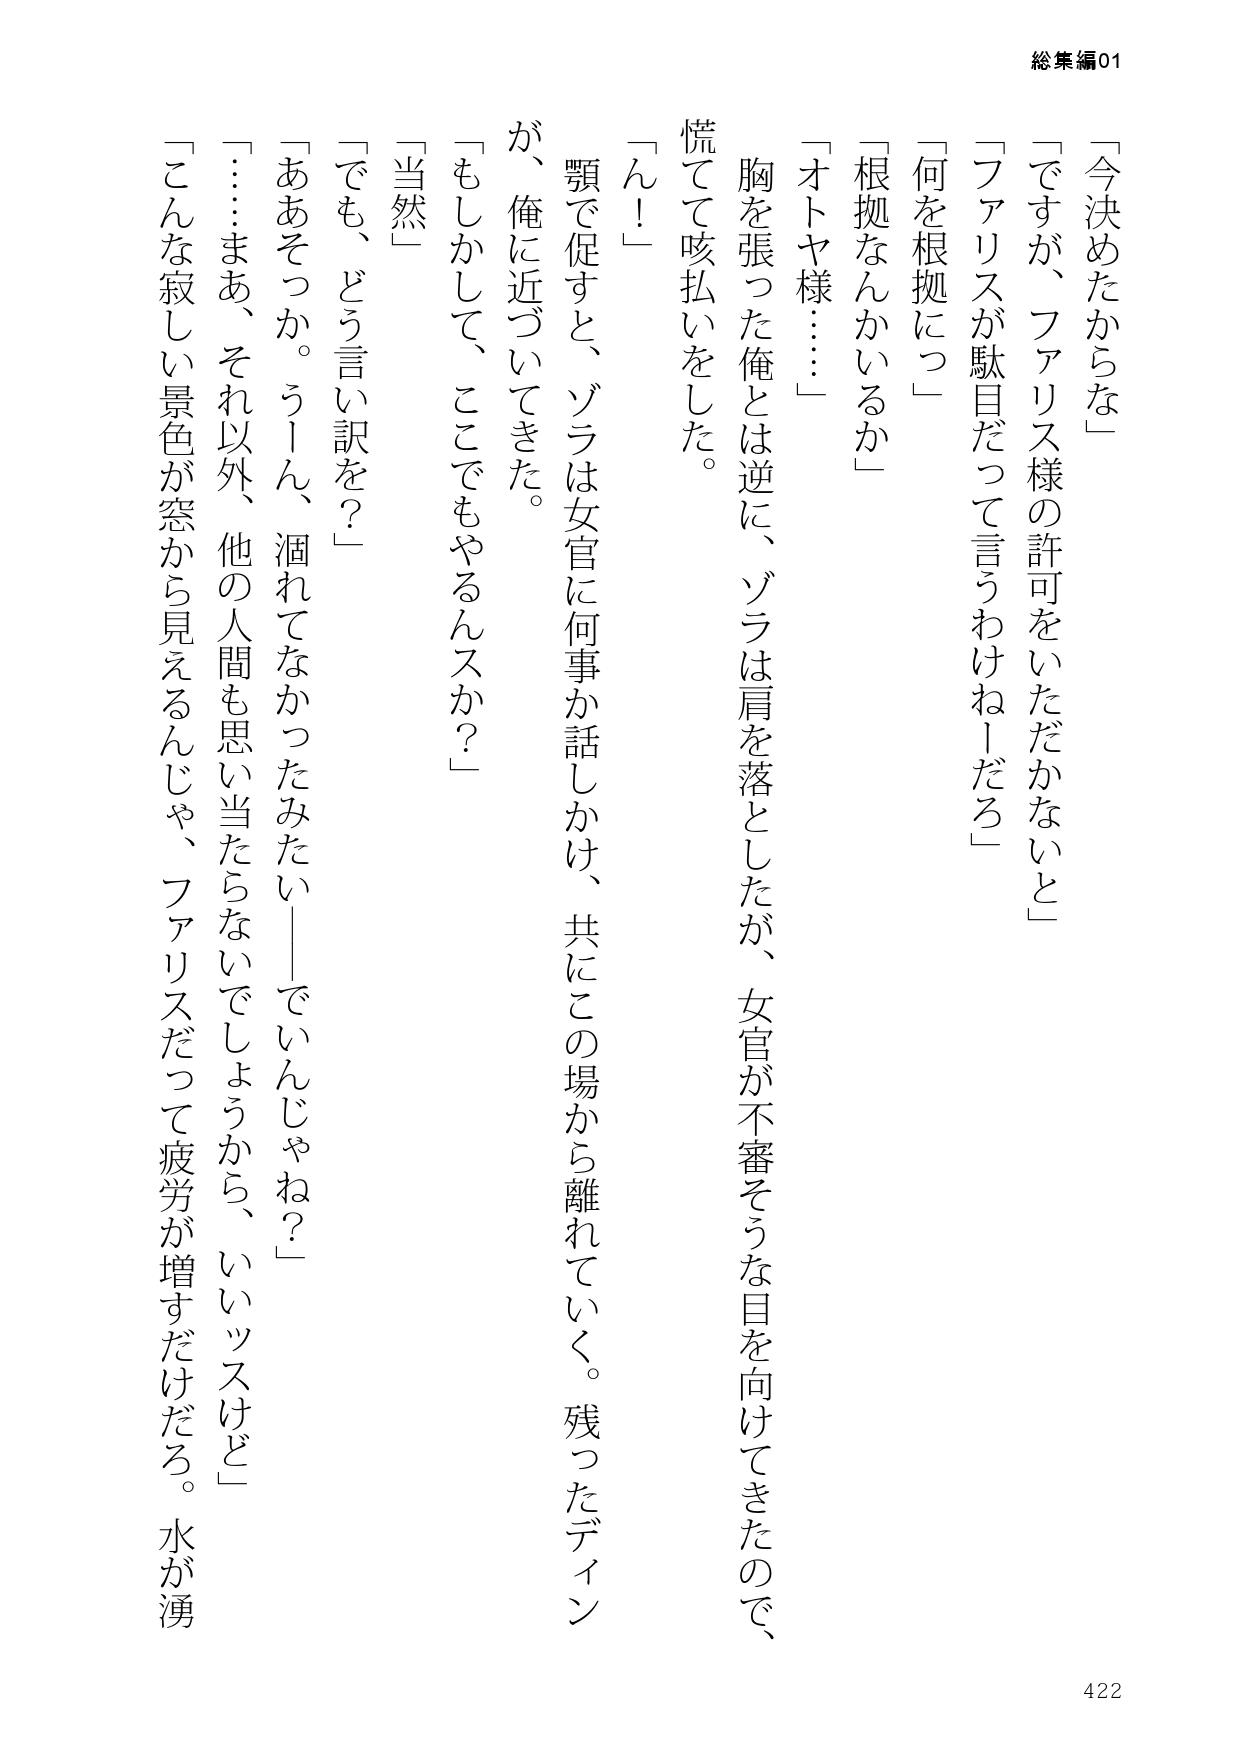 総集編01
「今決めたからな」
「ですが、ファリス様の許可をいただかないと」
「ファリスが駄目だって言うわけねーだろ」
「何を根拠にっ」
「根拠なんかいるか」
「オトヤ様……」
　胸を張った俺とは逆に、ゾラは肩を落としたが、女官が不審そうな目を向けてきたので、
慌てて咳払いをした。
「ん！」
　顎で促すと、ゾラは女官に何事か話しかけ、共にこの場から離れていく。残ったディン
が、俺に近づいてきた。
「もしかして、ここでもやるんスか？」
「当然」
「でも、どう言い訳を？」
「ああそっか。うーん、涸れてなかったみたい――でいんじゃね？」
「……まあ、それ以外、他の人間も思い当たらないでしょうから、いいッスけど」
「こんな寂しい景色が窓から見えるんじゃ、ファリスだって疲労が増すだけだろ。水が湧
422